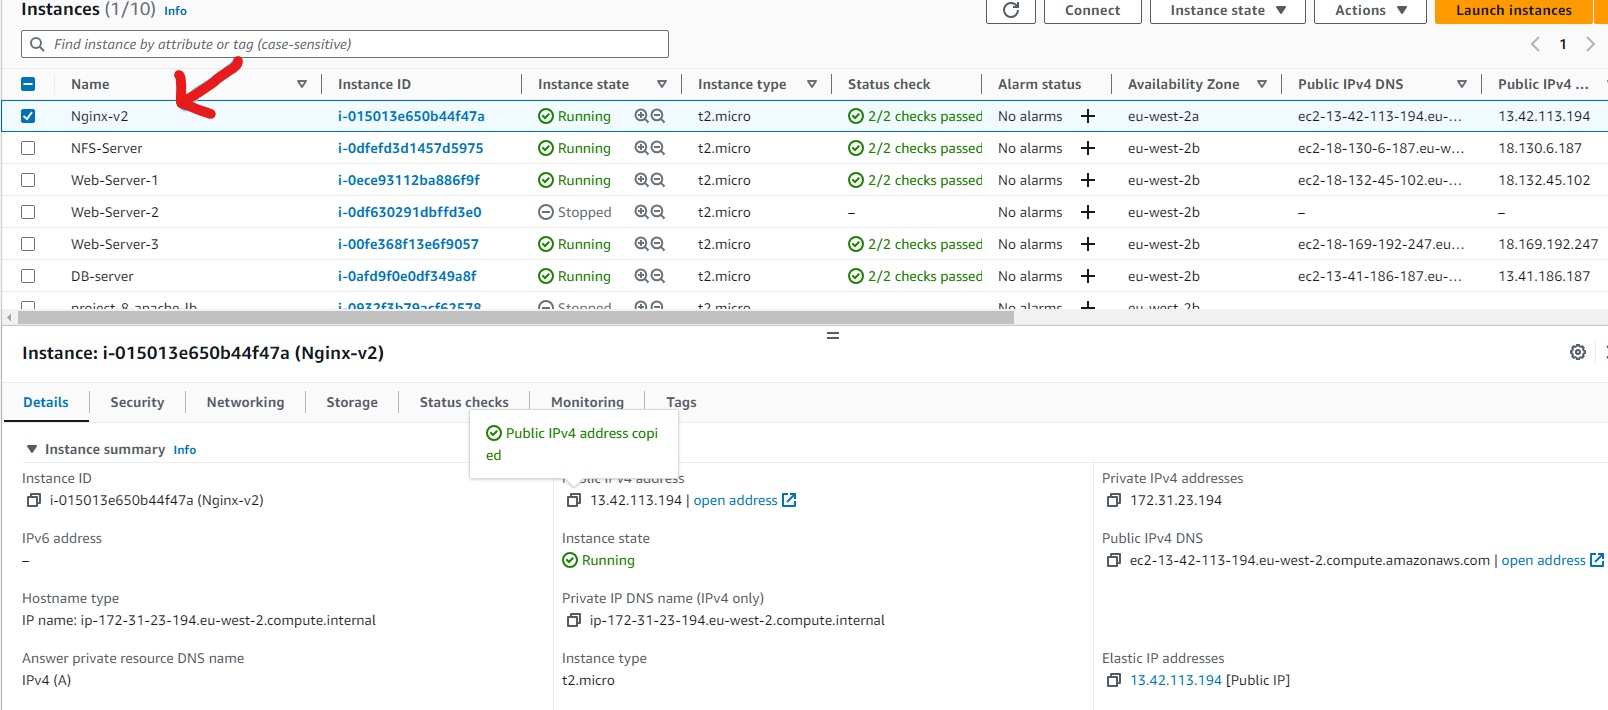 Instances (1/10) Info
Connect Instance state Actions Launch instances
Find instance by attribute or tag (case-sensitive)
1
Name Instance ID Instance state Instance type Status check Alarm status Availability Zone Public IPv4 DNS Public IPv4 ...
Nginx-v2 i-015013e650b44f47a Running t2.micro 2/2 checks passed No alarms eu-west-2a ec2-13-42-113-194.eu-... 13.42.113.194
NFS-Server i-0dfefd3d1457d5975 Running t2.micro 2/2 checks passed No alarms eu-west-2b ec2-18-130-6-187.eu-w... 18.130.6.187
Web-Server-1 i-0ece93112ba886f9f Running t2.micro 2/2 checks passed No alarms eu-west-2b ec2-18-132-45-102.eu-... 18.132.45.102
Web-Server-2 i-0df630291dbffd3e0 Stopped t2.micro – No alarms eu-west-2b – –
Web-Server-3 i-00fe368f13e6f9057 Running t2.micro 2/2 checks passed No alarms eu-west-2b ec2-18-169-192-247.eu... 18.169.192.247
DB-server i-0afd9f0e0df349a8f Running t2.micro 2/2 checks passed No alarms eu-west-2b ec2-13-41-186-187.eu-... 13.41.186.187
project-8-apache-lb i-0932f3b79acf62578 Stopped t2.micro No alarms eu-west-2b
Instance: i-015013e650b44f47a (Nginx-v2)
Details Security Networking Storage Status checks Monitoring Tags
Public IPv4 address copi
ed
Instance summary Info
Instance ID Public IPv4 address Private IPv4 addresses
i-015013e650b44f47a (Nginx-v2) 13.42.113.194 | open address 172.31.23.194
IPv6 address Instance state Public IPv4 DNS
– Running ec2-13-42-113-194.eu-west-2.compute.amazonaws.com | open address
Hostname type Private IP DNS name (IPv4 only)
IP name: ip-172-31-23-194.eu-west-2.compute.internal ip-172-31-23-194.eu-west-2.compute.internal
Answer private resource DNS name Instance type Elastic IP addresses
IPv4 (A) t2.micro 13.42.113.194 [Public IP]